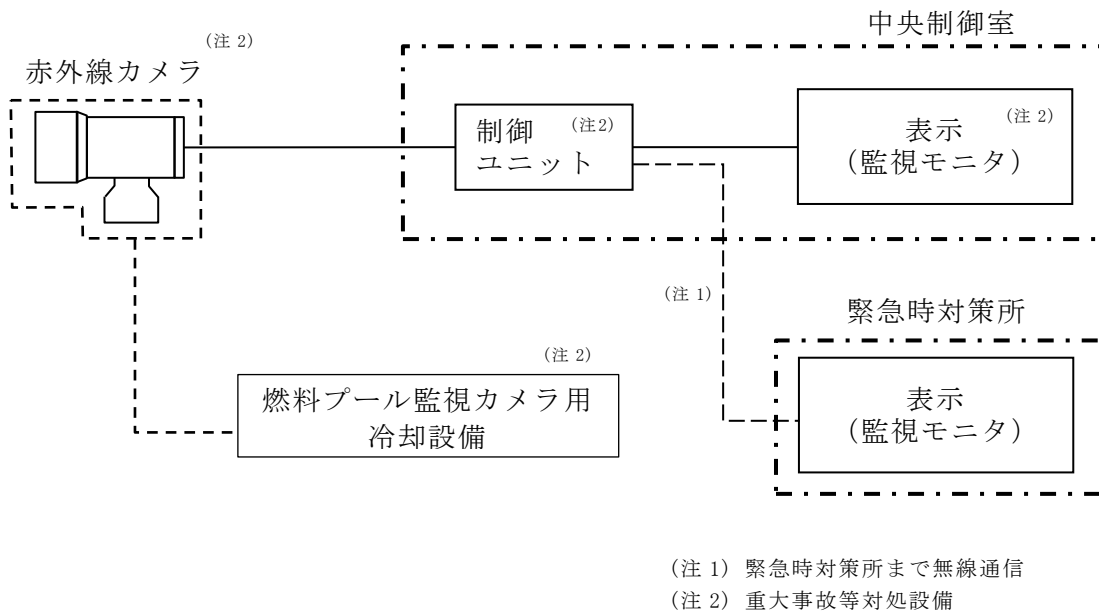 中央制御室
（注 2）
赤外線カメラ
制御 （注2）
ユニット
表示 （注 2）
（監視モニタ）
（注 1）
緊急時対策所
（注 2）
燃料プール監視カメラ用
冷却設備
表示
（監視モニタ）
（注 1） 緊急時対策所まで無線通信
（注 2） 重大事故等対処設備